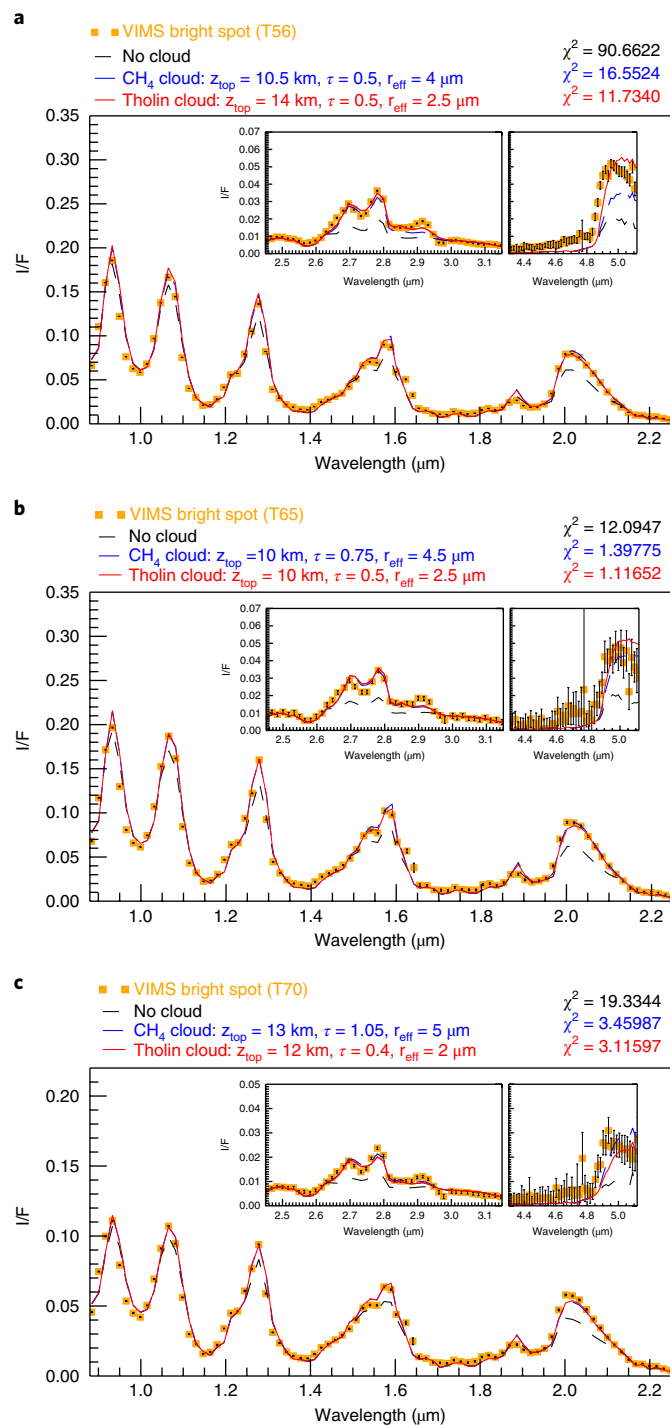 a
VIMS bright spot (T56)
No cloud
χ² = 90.6622
CH₄ cloud: z_top = 10.5 km, τ = 0.5, r_eff = 4 μm
χ² = 16.5524
Tholin cloud: z_top = 14 km, τ = 0.5, r_eff = 2.5 μm
χ² = 11.7340
0.35
0.30
0.25
0.20
0.15
0.10
0.05
0.00
I/F
0.07
0.06
0.05
0.04
0.03
0.02
0.01
0.00
I/F
2.5 2.6 2.7 2.8 2.9 3.0 3.1
Wavelength (μm)
4.4 4.6 4.8 5.0
Wavelength (μm)
1.0 1.2 1.4 1.6 1.8 2.0 2.2
Wavelength (μm)
b
VIMS bright spot (T65)
No cloud
χ² = 12.0947
CH₄ cloud: z_top =10 km, τ = 0.75, r_eff = 4.5 μm
χ² = 1.39775
Tholin cloud: z_top = 10 km, τ = 0.5, r_eff = 2.5 μm
χ² = 1.11652
0.35
0.30
0.25
0.20
0.15
0.10
0.05
0.00
I/F
0.07
0.06
0.05
0.04
0.03
0.02
0.01
0.00
I/F
2.5 2.6 2.7 2.8 2.9 3.0 3.1
Wavelength (μm)
4.4 4.6 4.8 5.0
Wavelength (μm)
1.0 1.2 1.4 1.6 1.8 2.0 2.2
Wavelength (μm)
c
VIMS bright spot (T70)
No cloud
χ² = 19.3344
CH₄ cloud: z_top = 13 km, τ = 1.05, r_eff = 5 μm
χ² = 3.45987
Tholin cloud: z_top = 12 km, τ = 0.4, r_eff = 2 μm
χ² = 3.11597
0.20
0.15
0.10
0.05
0.00
I/F
0.05
0.04
0.03
0.02
0.01
0.00
I/F
2.5 2.6 2.7 2.8 2.9 3.0 3.1
Wavelength (μm)
4.4 4.6 4.8 5.0
Wavelength (μm)
1.0 1.2 1.4 1.6 1.8 2.0 2.2
Wavelength (μm)